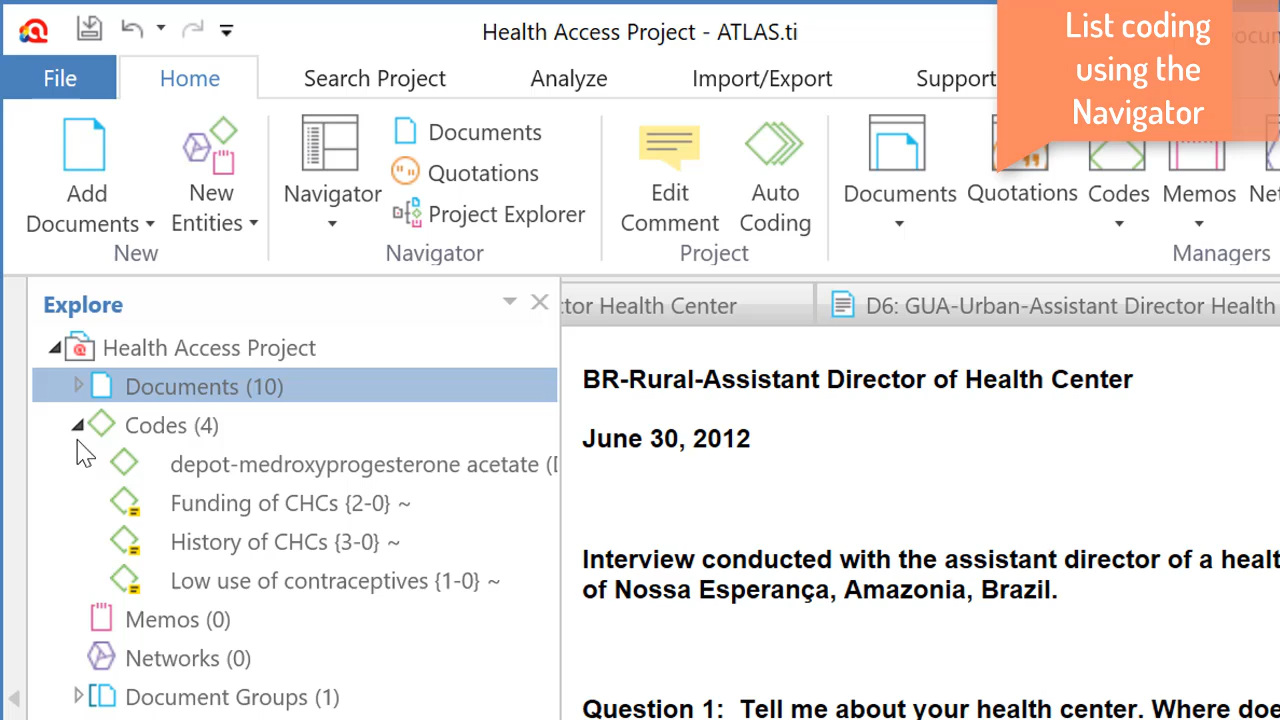 Health Access Project - ATLAS.ti
List coding
using the
Navigator
File
Home
Search Project
Analyze
Import/Export
Support
Add
Documents
New
Entities
New
Navigator
Documents
Quotations
Project Explorer
Navigator
Edit
Comment
Auto
Coding
Project
Documents
Quotations
Codes
Memos
Managers
Explore
Health Access Project
Documents (10)
Codes (4)
depot-medroxyprogesterone acetate (
Funding of CHCs {2-0} ~
History of CHCs {3-0} ~
Low use of contraceptives {1-0} ~
Memos (0)
Networks (0)
Document Groups (1)
Health Center
D6: GUA-Urban-Assistant Director Health
BR-Rural-Assistant Director of Health Center
June 30, 2012
Interview conducted with the assistant director of a
of Nossa Esperança, Amazonia, Brazil.
Question 1: Tell me about your health center. Where